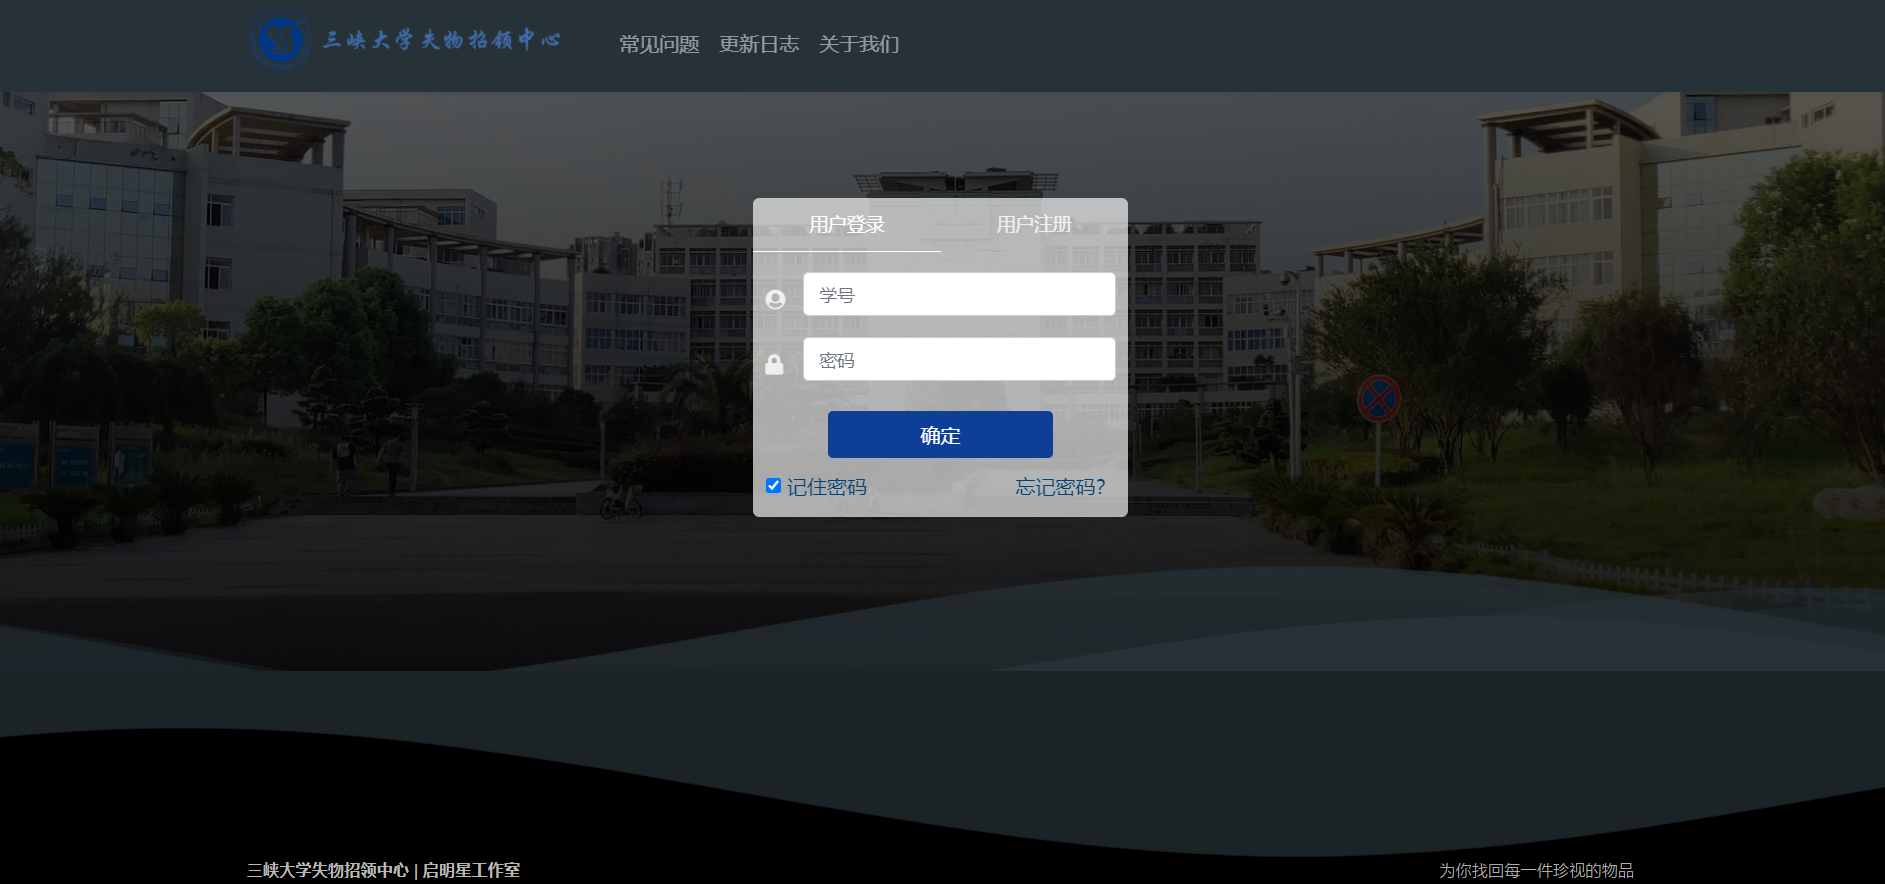 三峡大学失物招领中心
常见问题 更新日志 关于我们
用户登录 用户注册
学号
密码
确定
记住密码 忘记密码?
三峡大学失物招领中心 | 启明星工作室
为你找回每一件珍视的物品